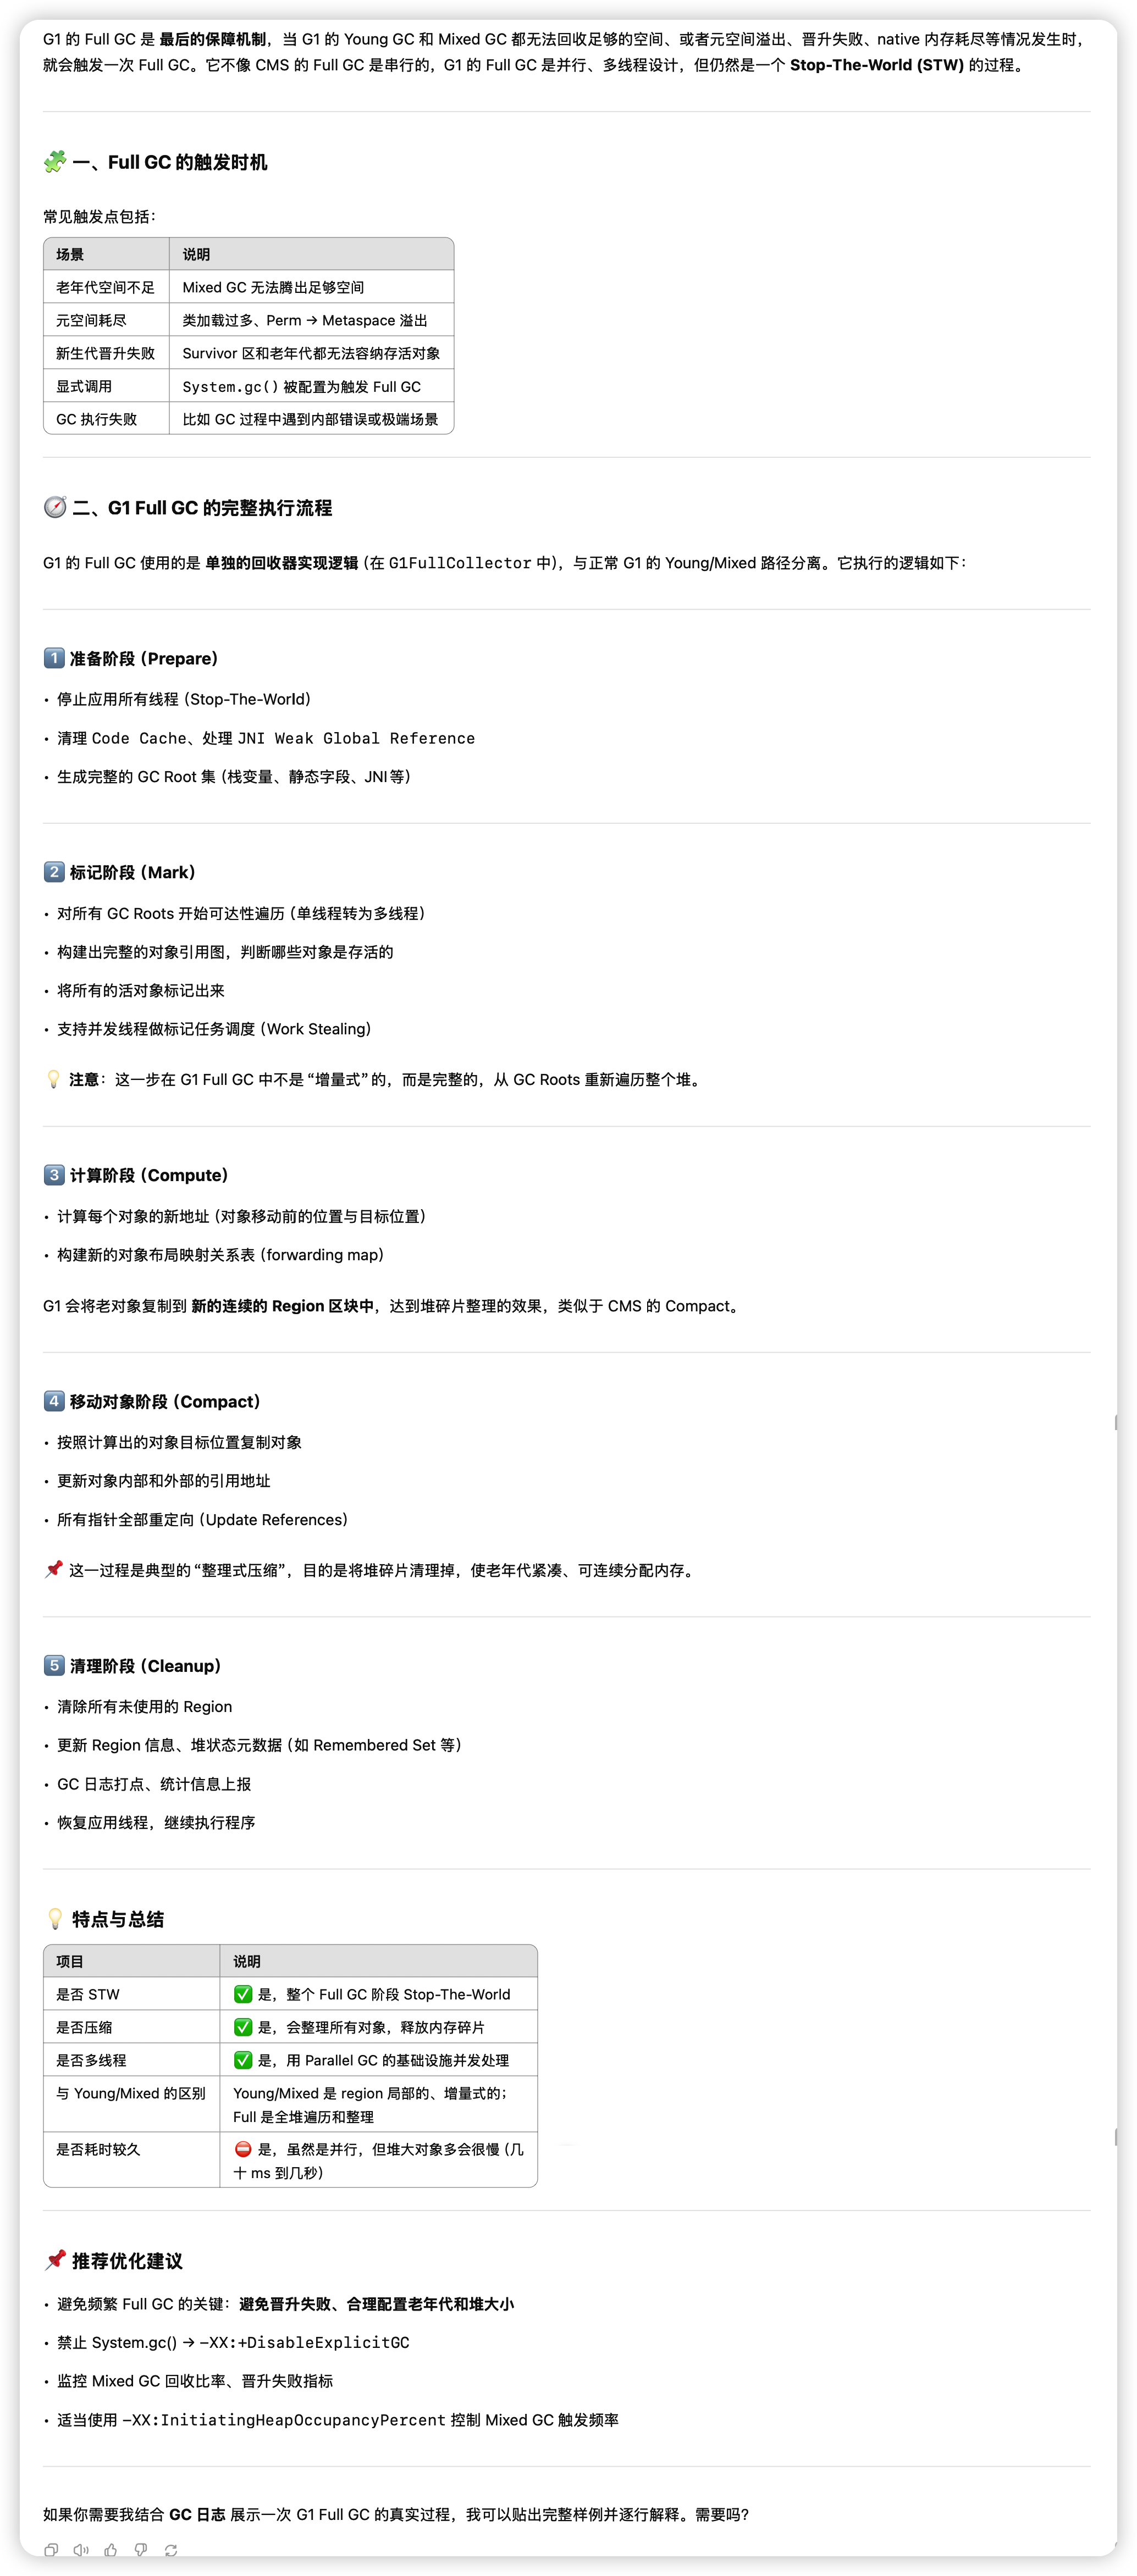 G1 的 Full GC 是 最后的保障机制，当 G1 的 Young GC 和 Mixed GC 都无法回收足够的空间、或者元空间溢出、晋升失败、native 内存耗尽等情况发生时，
就会触发一次 Full GC。它不像 CMS 的 Full GC 是串行的，G1 的 Full GC 是并行、多线程设计，但仍然是一个 Stop-The-World (STW) 的过程。
🧩 一、Full GC 的触发时机
常见触发点包括：
场景 说明
老年代空间不足 Mixed GC 无法腾出足够空间
元空间耗尽 类加载过多、Perm → Metaspace 溢出
新生代晋升失败 Survivor 区和老年代都无法容纳存活对象
显式调用 System.gc() 被配置为触发 Full GC
GC 执行失败 比如 GC 过程中遇到内部错误或极端场景
🧭 二、G1 Full GC 的完整执行流程
G1 的 Full GC 使用的是 单独的回收器实现逻辑（在 G1FullCollector 中），与正常 G1 的 Young/Mixed 路径分离。它执行的逻辑如下：
1️⃣ 准备阶段（Prepare）
• 停止应用所有线程（Stop-The-World）
• 清理 Code Cache、处理 JNI Weak Global Reference
• 生成完整的 GC Root 集（栈变量、静态字段、JNI 等）
2️⃣ 标记阶段（Mark）
• 对所有 GC Roots 开始可达性遍历（单线程转为多线程）
• 构建出完整的对象引用图，判断哪些对象是存活的
• 将所有的活对象标记出来
• 支持并发线程做标记任务调度（Work Stealing）
💡 注意：这一步在 G1 Full GC 中不是“增量式”的，而是完整的，从 GC Roots 重新遍历整个堆。
3️⃣ 计算阶段（Compute）
• 计算每个对象的新地址（对象移动前的位置与目标位置）
• 构建新的对象布局映射关系表（forwarding map）
G1 会将老对象复制到 新的连续的 Region 区块中，达到堆碎片整理的效果，类似于 CMS 的 Compact。
4️⃣ 移动对象阶段（Compact）
• 按照计算出的对象目标位置复制对象
• 更新对象内部和外部的引用地址
• 所有指针全部重定向（Update References）
📌 这一过程是典型的“整理式压缩”，目的是将堆碎片清理掉，使老年代紧凑、可连续分配内存。
5️⃣ 清理阶段（Cleanup）
• 清除所有未使用的 Region
• 更新 Region 信息、堆状态元数据（如 Remembered Set 等）
• GC 日志打点、统计信息上报
• 恢复应用线程，继续执行程序
💡 特点与总结
项目 说明
是否 STW ✅ 是，整个 Full GC 阶段 Stop-The-World
是否压缩 ✅ 是，会整理所有对象，释放内存碎片
是否多线程 ✅ 是，用 Parallel GC 的基础设施并发处理
与 Young/Mixed 的区别 Young/Mixed 是 region 局部的、增量式的；
Full 是全堆遍历和整理
是否耗时较久 ⛔ 是，虽然是并行，但堆大对象多会很慢（几
十 ms 到几秒）
📌 推荐优化建议
• 避免频繁 Full GC 的关键：避免晋升失败、合理配置老年代和堆大小
• 禁止 System.gc() → –XX:+DisableExplicitGC
• 监控 Mixed GC 回收比率、晋升失败指标
• 适当使用 –XX:InitiatingHeapOccupancyPercent 控制 Mixed GC 触发频率
如果你需要我结合 GC 日志 展示一次 G1 Full GC 的真实过程，我可以贴出完整样例并逐行解释。需要吗？